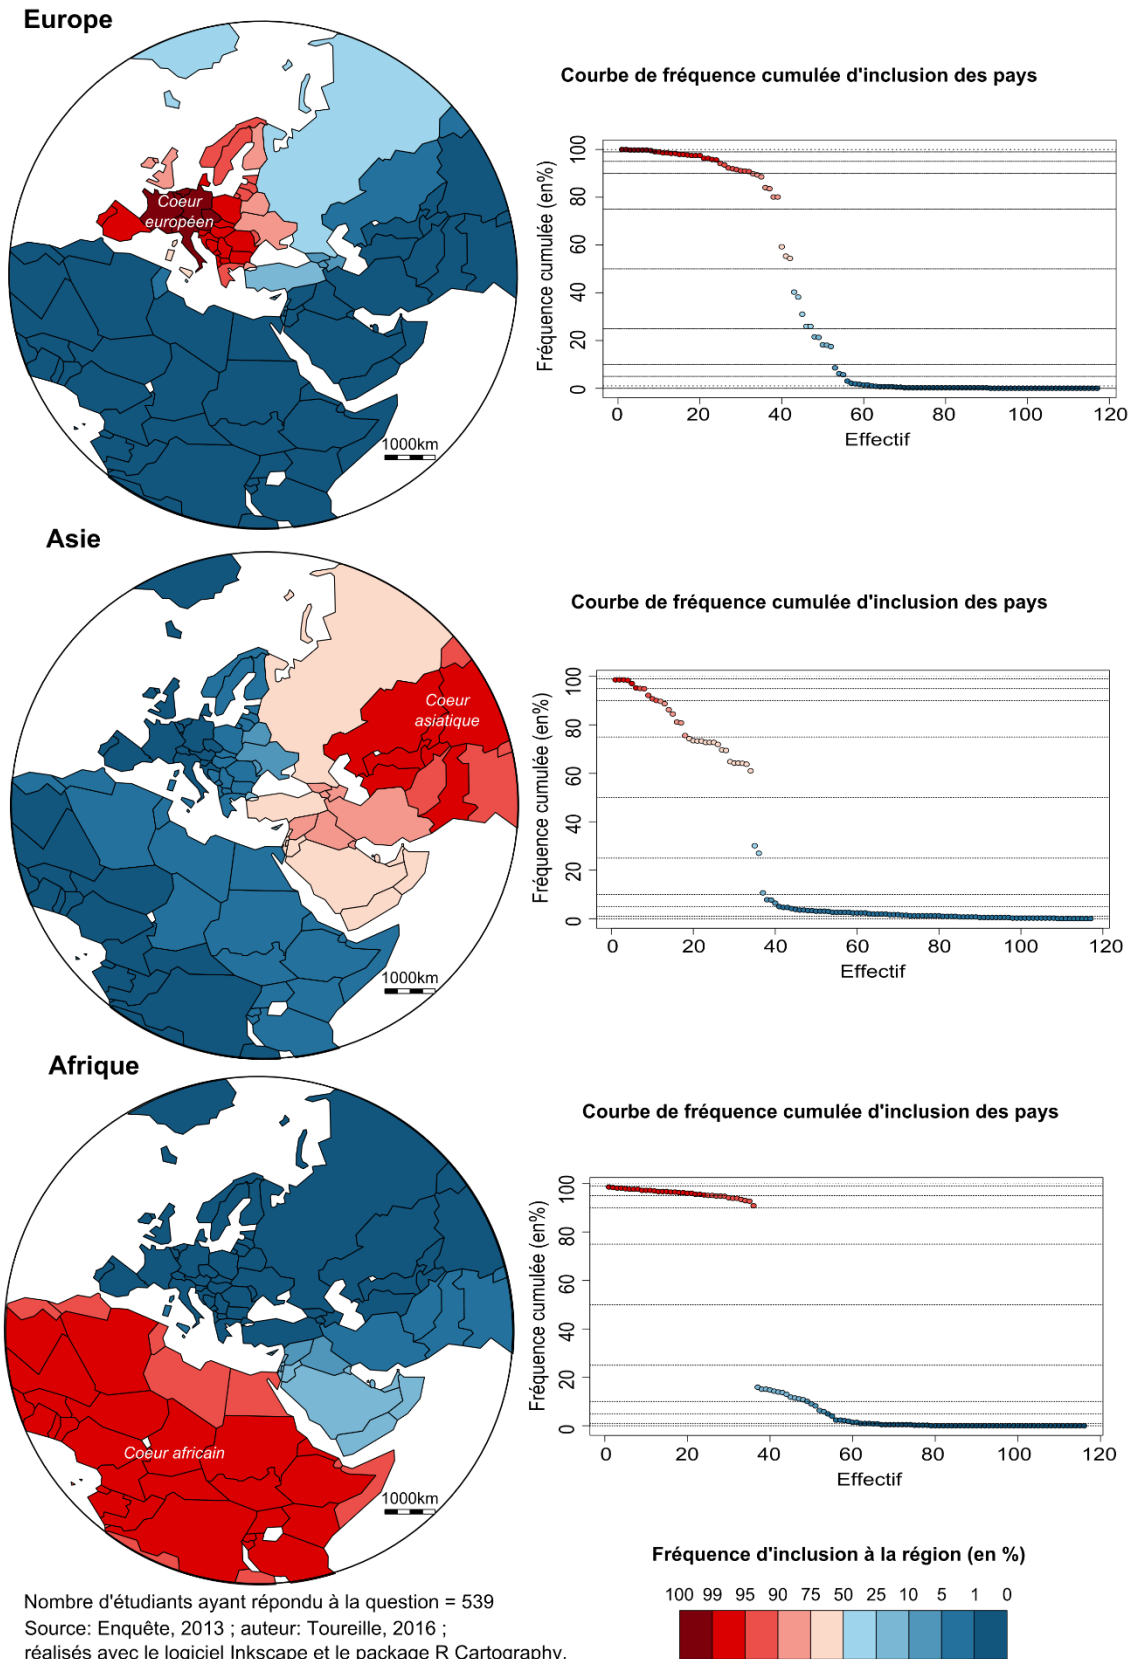 Europe
Courbe de fréquence cumulée d'inclusion des pays
Coeur
européen
1000km
Fréquence cumulée (en%)
0 20 40 60 80 100
0 20 40 60 80 100 120
Effectif
Asie
Courbe de fréquence cumulée d'inclusion des pays
Coeur
asiatique
1000km
Fréquence cumulée (en%)
0 20 40 60 80 100
0 20 40 60 80 100 120
Effectif
Afrique
Courbe de fréquence cumulée d'inclusion des pays
Coeur africain
1000km
Fréquence cumulée (en%)
0 20 40 60 80 100
0 20 40 60 80 100 120
Effectif
Fréquence d'inclusion à la région (en %)
100 99 95 90 75 50 25 10 5 1 0
Nombre d'étudiants ayant répondu à la question = 539
Source: Enquête, 2013 ; auteur: Toureille, 2016 ;
réalisés avec le logiciel Inkscape et le package R Cartography.